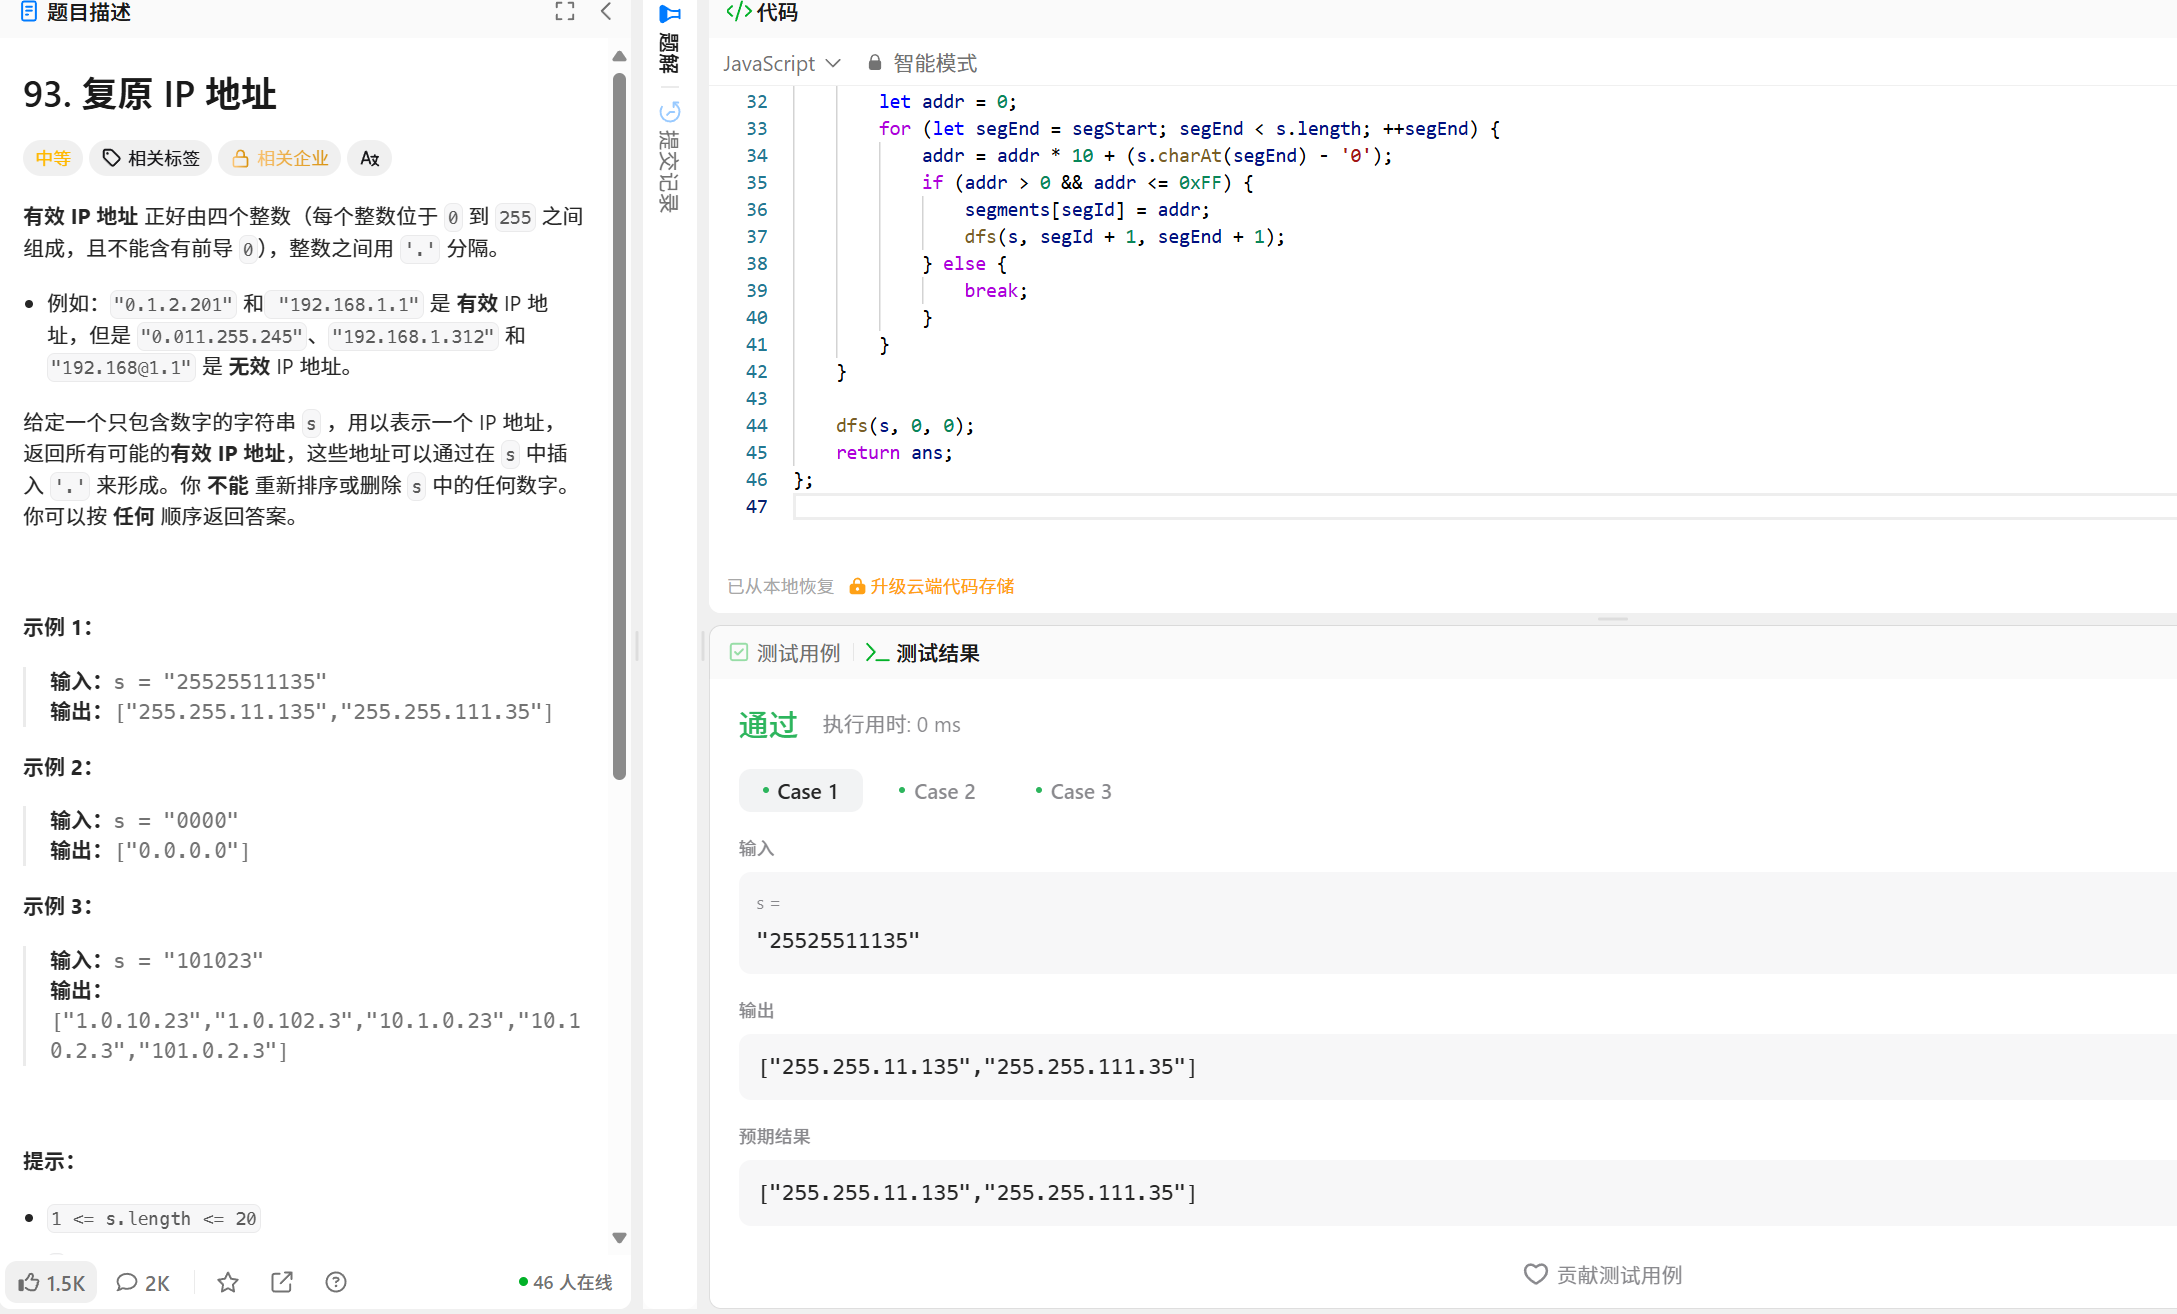 题目描述
93. 复原 IP 地址
中等 相关标签 相关企业 Aあ
有效 IP 地址 正好由四个整数（每个整数位于 0 到 255 之间
组成，且不能含有前导 0），整数之间用 '.' 分隔。
• 例如："0.1.2.201" 和 "192.168.1.1" 是 有效 IP 地
址，但是 "0.011.255.245"、"192.168.1.312" 和
"192.168@1.1" 是 无效 IP 地址。
给定一个只包含数字的字符串 s ，用以表示一个 IP 地址，
返回所有可能的有效 IP 地址，这些地址可以通过在 s 中插
入 '.' 来形成。你 不能 重新排序或删除 s 中的任何数字。
你可以按 任何 顺序返回答案。
示例 1：
输入：s = "25525511135"
输出：["255.255.11.135","255.255.111.35"]
示例 2：
输入：s = "0000"
输出：["0.0.0.0"]
示例 3：
输入：s = "101023"
输出：
["1.0.10.23","1.0.102.3","10.1.0.23","10.1
0.2.3","101.0.2.3"]
提示：
• 1 <= s.length <= 20
1.5K 2K 46 人在线
题解
提交记录
</> 代码
JavaScript 智能模式
32 let addr = 0;
33 for (let segEnd = segStart; segEnd < s.length; ++segEnd) {
34 addr = addr * 10 + (s.charAt(segEnd) - '0');
35 if (addr > 0 && addr <= 0xFF) {
36 segments[segId] = addr;
37 dfs(s, segId + 1, segEnd + 1);
38 } else {
39 break;
40 }
41 }
42 }
43
44 dfs(s, 0, 0);
45 return ans;
46 };
47
已从本地恢复 升级云端代码存储
测试用例 >_ 测试结果
通过 执行用时: 0 ms
• Case 1 • Case 2 • Case 3
输入
s =
"25525511135"
输出
["255.255.11.135","255.255.111.35"]
预期结果
["255.255.11.135","255.255.111.35"]
贡献测试用例